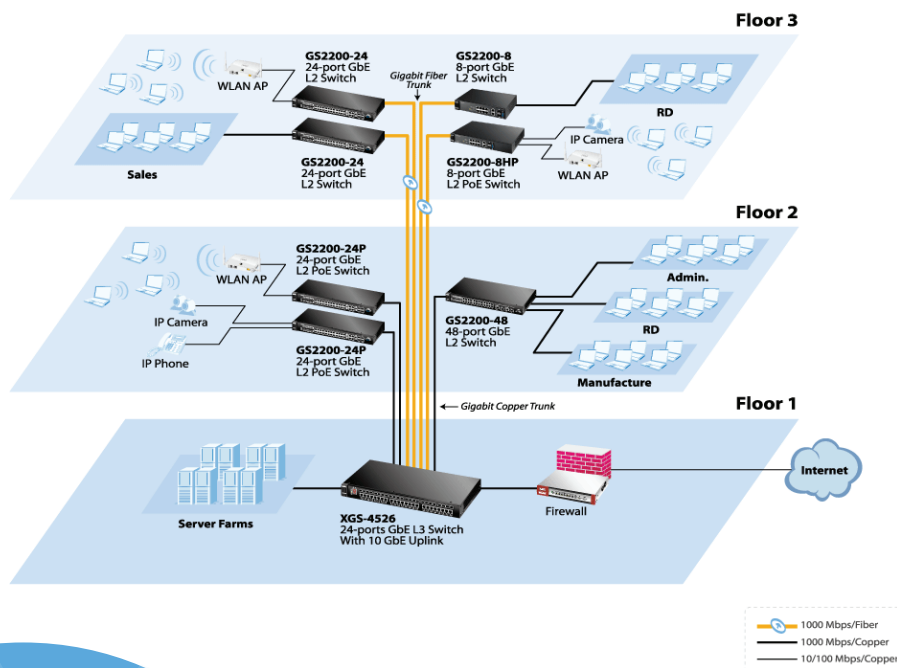 Floor 3
GS2200-24
24-port GbE
L2 Switch
WLAN AP
Gigabit Fiber
Trunk
GS2200-8
8-port GbE
L2 Switch
RD
Sales
GS2200-24
24-port GbE
L2 Switch
GS2200-8HP
8-port GbE
L2 PoE Switch
IP Camera
WLAN AP
Floor 2
GS2200-24P
24-port GbE
L2 PoE Switch
WLAN AP
IP Camera
IP Phone
GS2200-24P
24-port GbE
L2 PoE Switch
GS2200-48
48-port GbE
L2 Switch
Admin.
RD
Manufacture
Gigabit Copper Trunk
Floor 1
Server Farms
XGS-4526
24-ports GbE L3 Switch
With 10 GbE Uplink
Firewall
Internet
1000 Mbps/Fiber
1000 Mbps/Copper
10/100 Mbps/Copper